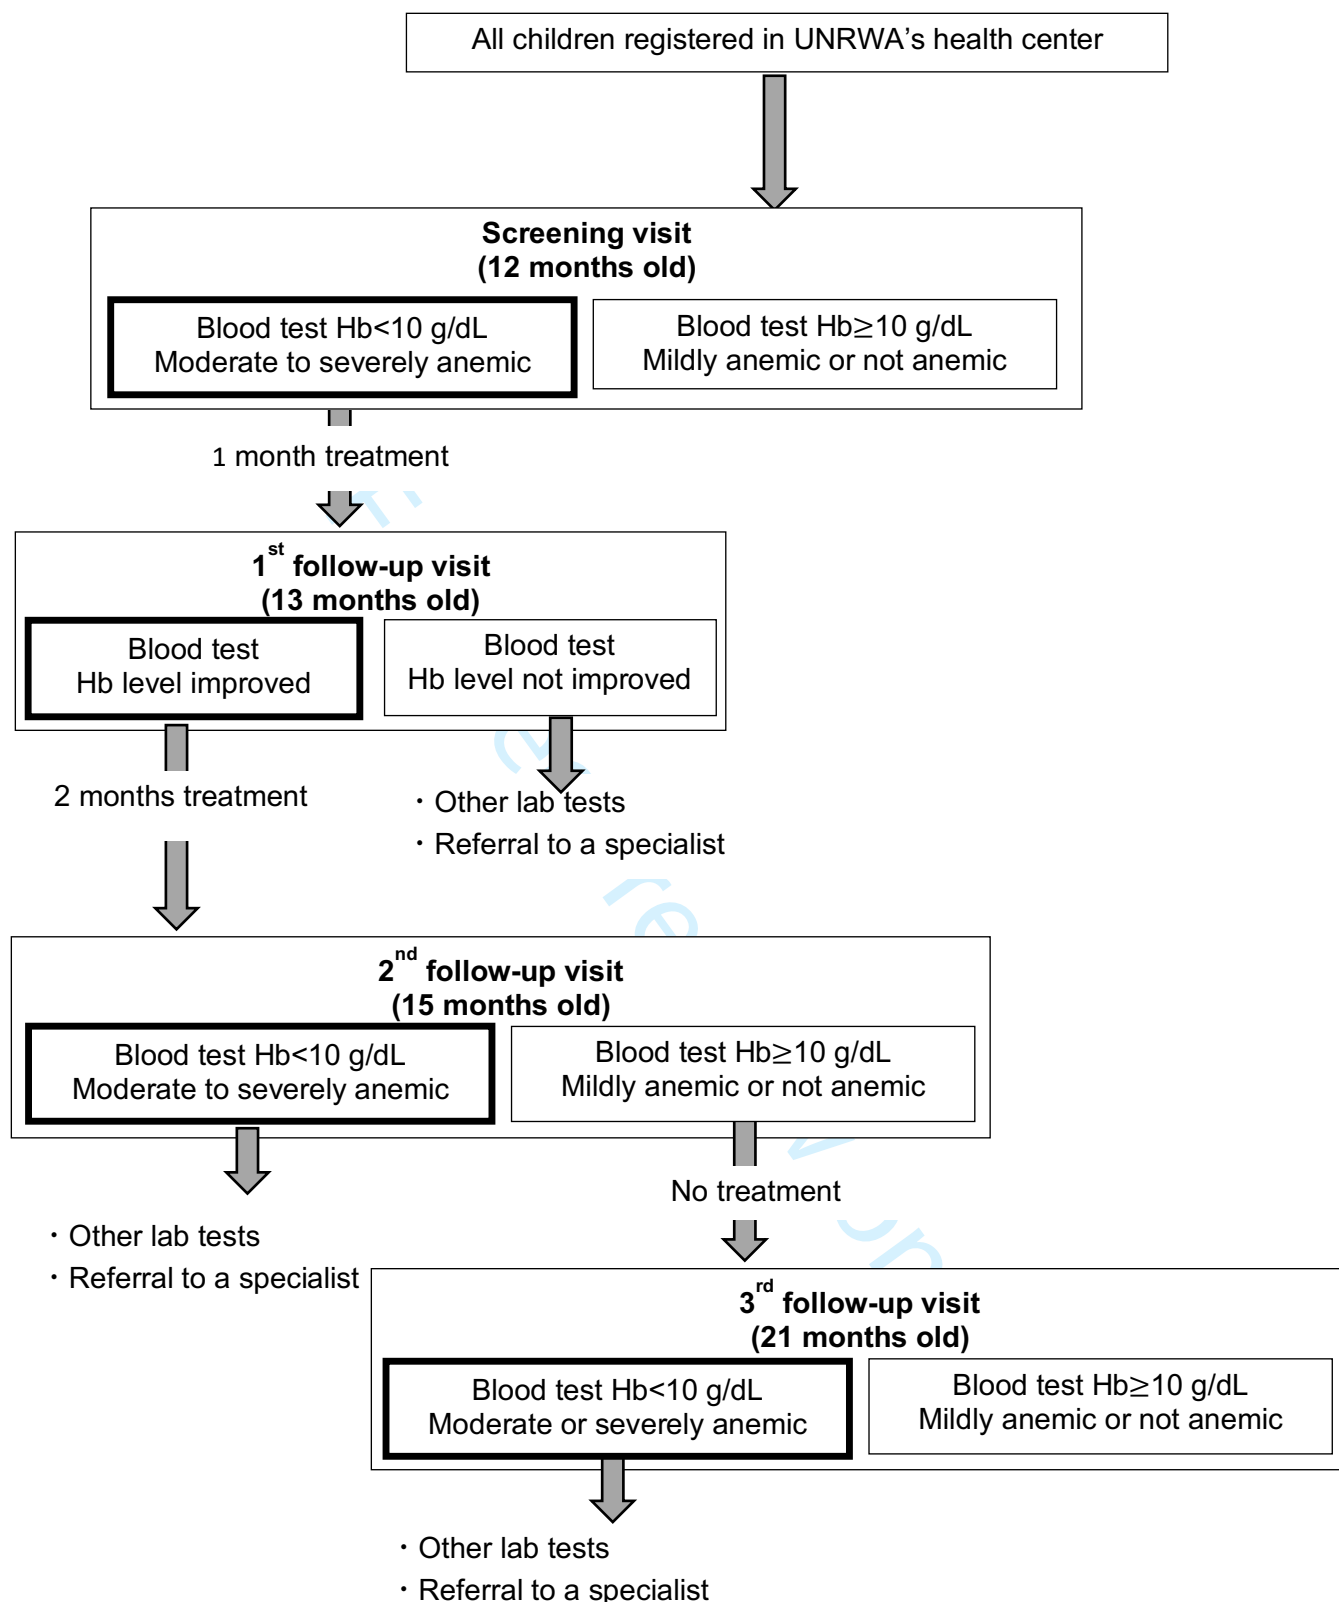 All children registered in UNRWA's health center
Screening visit
(12 months old)
Blood test Hb<10 g/dL
Moderate to severely anemic
Blood test Hb≥10 g/dL
Mildly anemic or not anemic
1 month treatment
1st follow-up visit
(13 months old)
Blood test
Hb level improved
Blood test
Hb level not improved
2 months treatment
・Other lab tests
・Referral to a specialist
2nd follow-up visit
(15 months old)
Blood test Hb<10 g/dL
Moderate to severely anemic
Blood test Hb≥10 g/dL
Mildly anemic or not anemic
・Other lab tests
・Referral to a specialist
No treatment
3rd follow-up visit
(21 months old)
Blood test Hb<10 g/dL
Moderate or severely anemic
Blood test Hb≥10 g/dL
Mildly anemic or not anemic
・Other lab tests
・Referral to a specialist